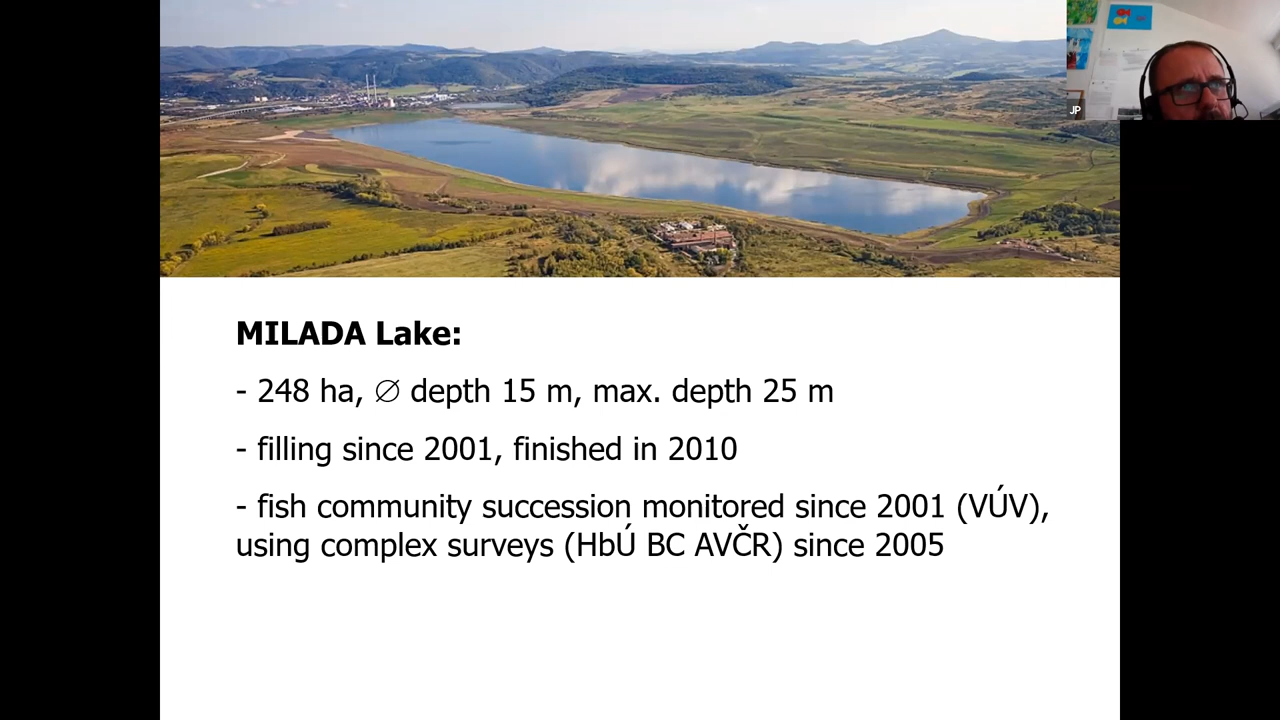 JP
MILADA Lake:
- 248 ha, ∅ depth 15 m, max. depth 25 m
- filling since 2001, finished in 2010
- fish community succession monitored since 2001 (VÚV),
using complex surveys (HbÚ BC AVČR) since 2005